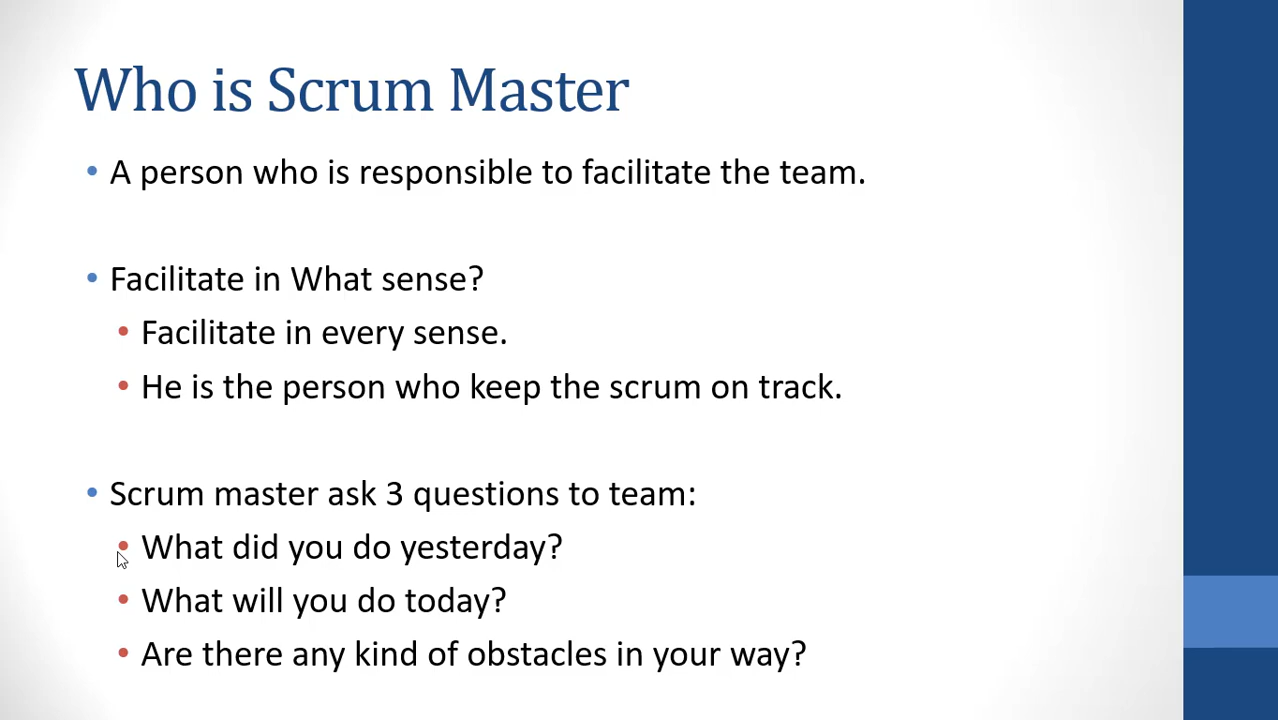 Who is Scrum Master
• A person who is responsible to facilitate the team.
• Facilitate in What sense?
• Facilitate in every sense.
• He is the person who keep the scrum on track.
• Scrum master ask 3 questions to team:
• What did you do yesterday?
• What will you do today?
• Are there any kind of obstacles in your way?